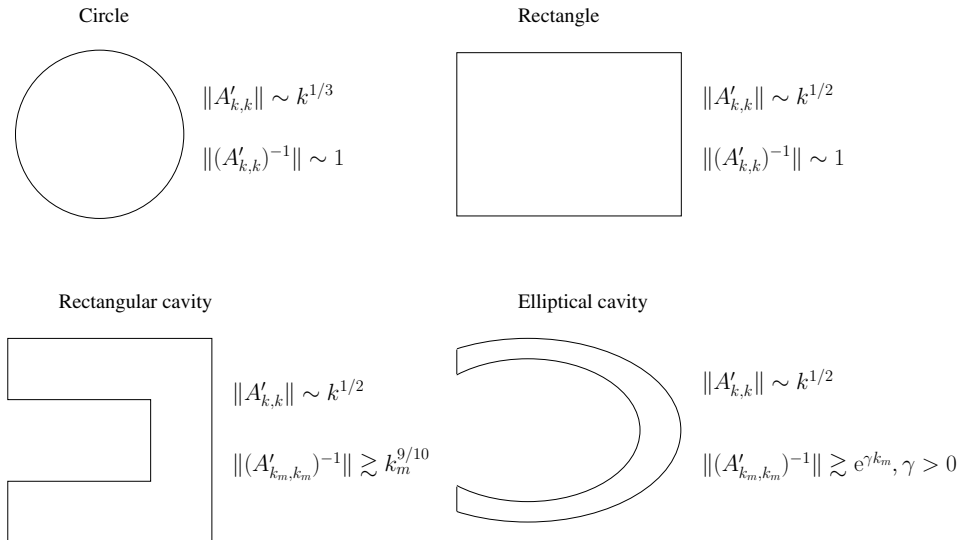 Circle
‖A′_{k,k}‖ ∼ k^{1/3}
‖(A′_{k,k})^{−1}‖ ∼ 1
Rectangle
‖A′_{k,k}‖ ∼ k^{1/2}
‖(A′_{k,k})^{−1}‖ ∼ 1
Rectangular cavity
‖A′_{k,k}‖ ∼ k^{1/2}
‖(A′_{k_m,k_m})^{−1}‖ ≳ k_m^{9/10}
Elliptical cavity
‖A′_{k,k}‖ ∼ k^{1/2}
‖(A′_{k_m,k_m})^{−1}‖ ≳ e^{γk_m}, γ > 0